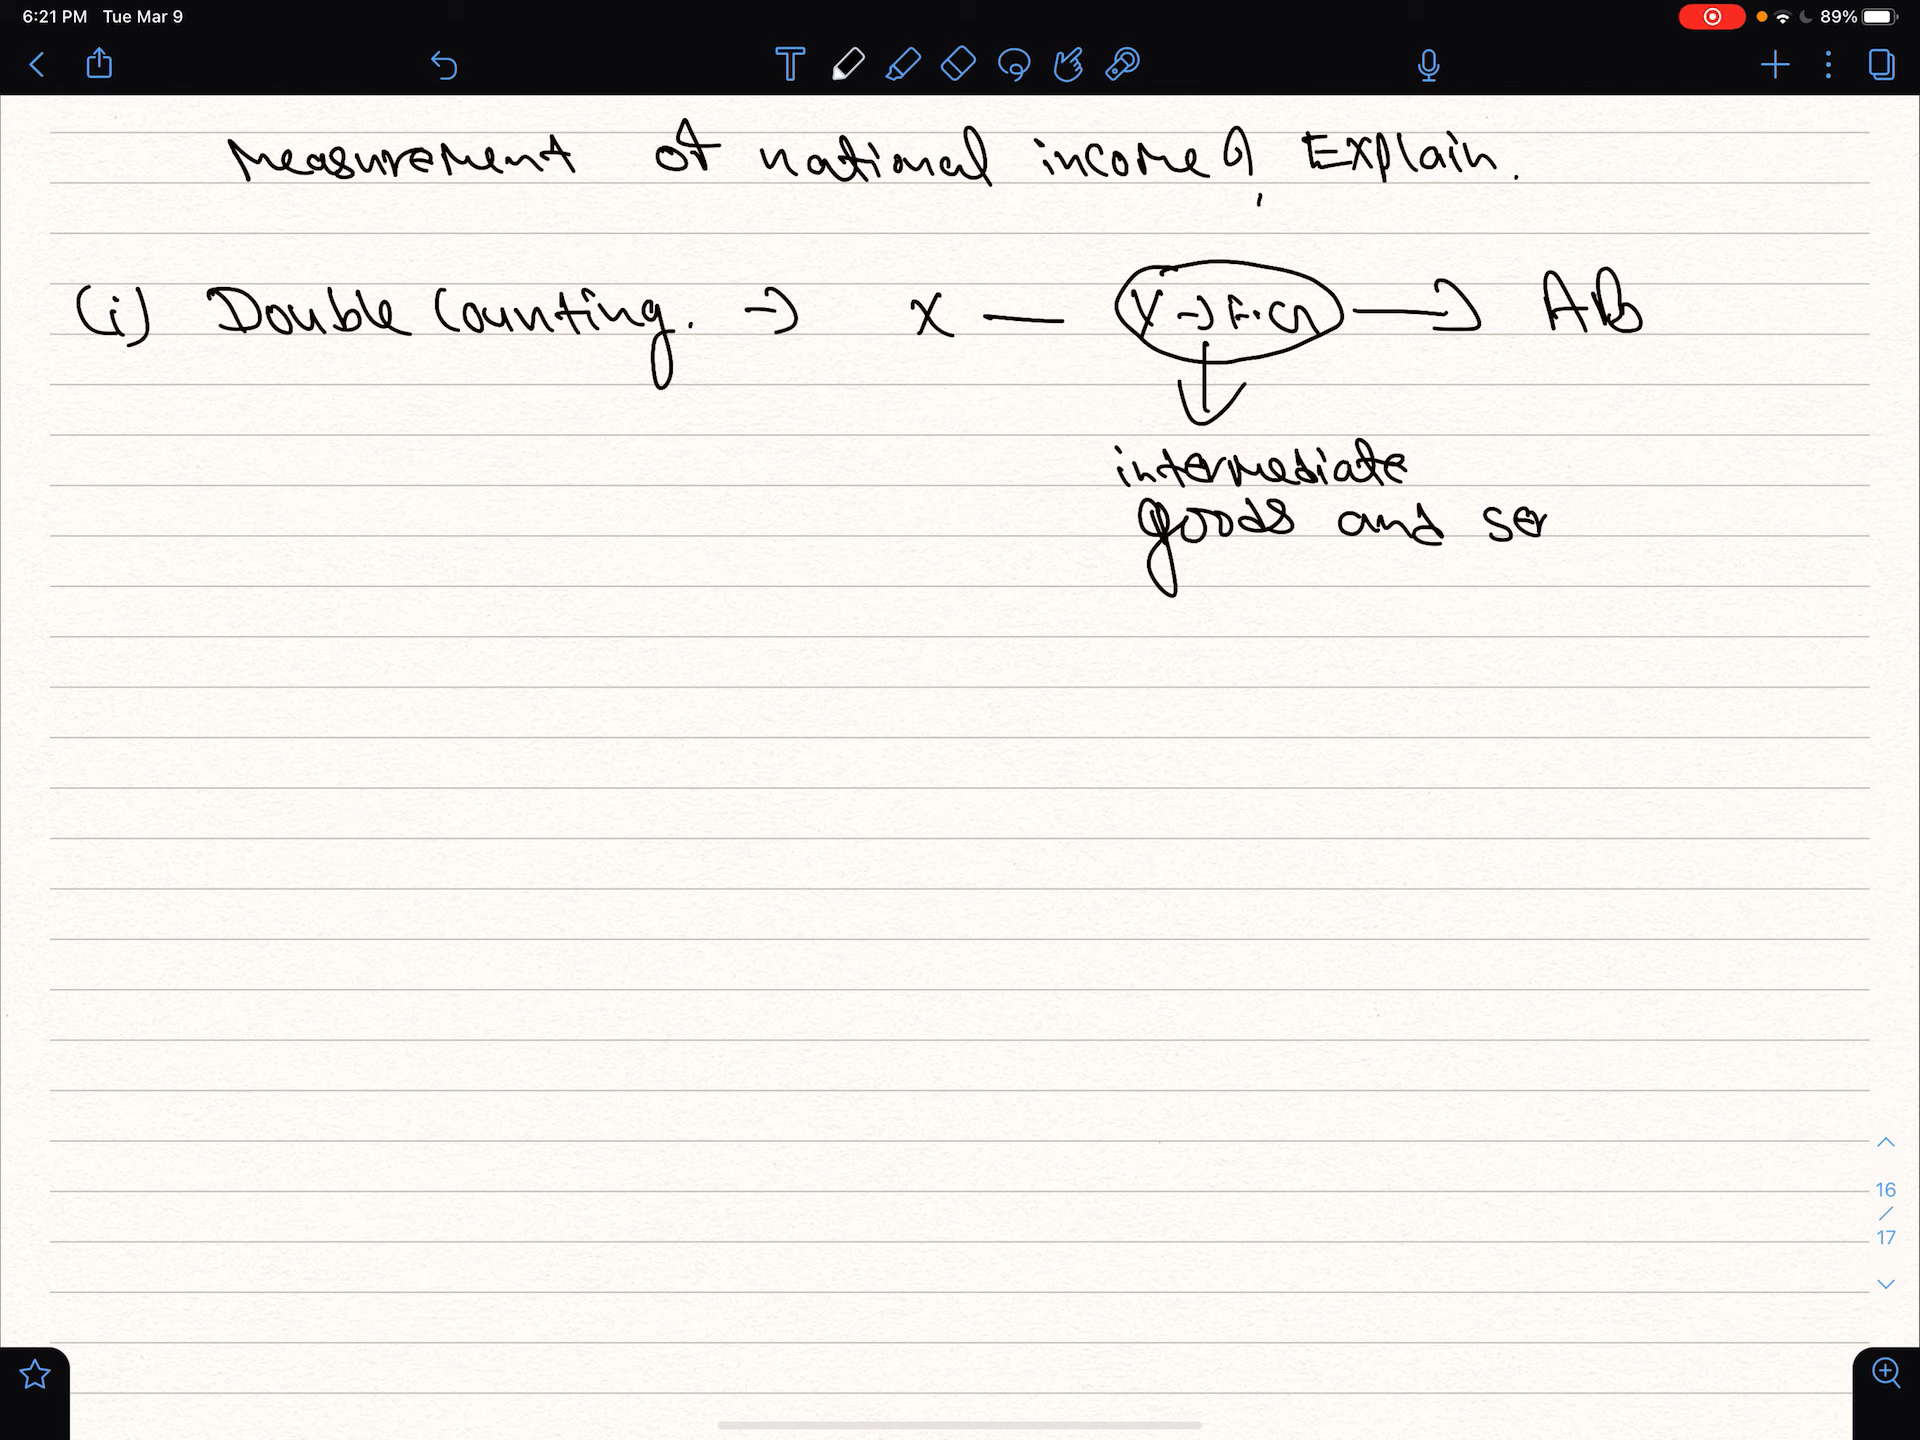 6:21 PM Tue Mar 9
89%
Measurement of national income? Explain.
(i) Double Counting. → X — Y → F.G → AB
intermediate
goods and ser
16
/
17